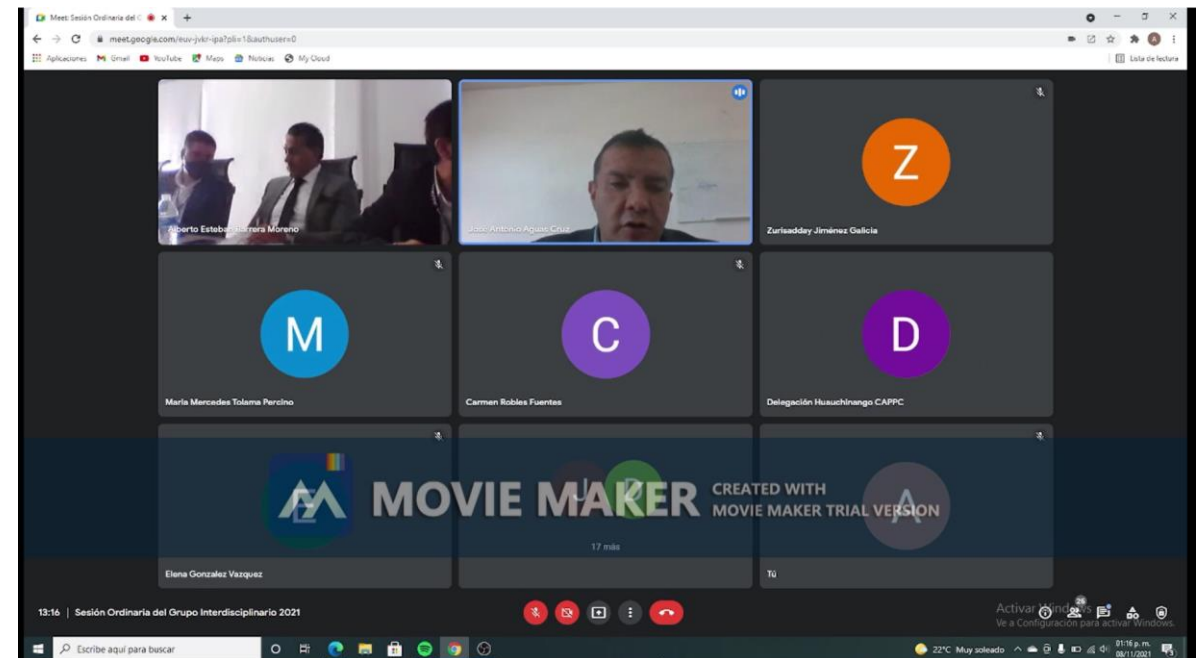 Meet: Sesión Ordinaria del C
meet.google.com/euv-jvkr-ipa?pli=1&authuser=0
Aplicaciones Gmail YouTube Maps Noticias My Cloud Lista de lectura
Alberto Esteban Barrera Moreno
José Antonio Aguas Cruz
Z
Zurisadday Jiménez Galicia
M
María Mercedes Tolama Percino
C
Carmen Robles Fuentes
D
Delegación Huauchinango CAPPC
E
Elena Gonzalez Vazquez
J D
17 más
A
Tú
MOVIE MAKER
CREATED WITH
MOVIE MAKER TRIAL VERSION
13:16 | Sesión Ordinaria del Grupo Interdisciplinario 2021
26
Activar Windows
Ve a Configuración para activar Windows.
Escribe aquí para buscar
22°C Muy soleado
01:16 p. m.
08/11/2021